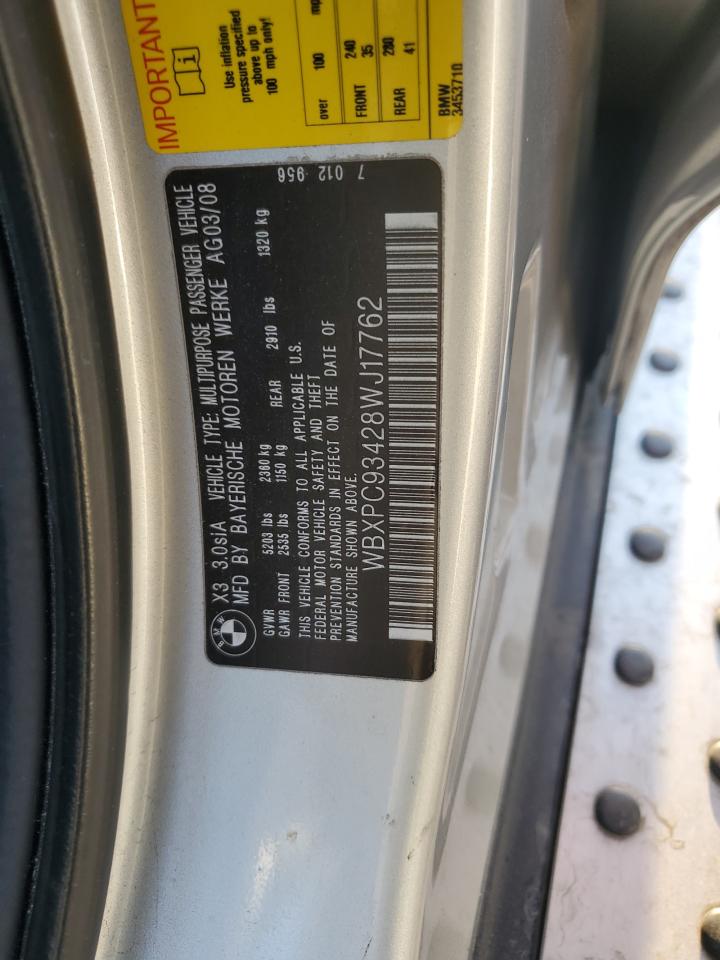 IMPORTANT
Use inflation
pressure specified
above up to
100 mph only!
over 100
FRONT 240
35
REAR 280
41
BMW
3453710
BMW
X3 3.0siA VEHICLE TYPE: MULTIPURPOSE PASSENGER VEHICLE
MFD BY BAYERISCHE MOTOREN WERKE AG03/08
GVWR 5203 lbs 2360 kg
GAWR FRONT 2535 lbs 1150 kg REAR 2910 lbs 1320 kg
THIS VEHICLE CONFORMS TO ALL APPLICABLE U.S.
FEDERAL MOTOR VEHICLE SAFETY AND THEFT
PREVENTION STANDARDS IN EFFECT ON THE DATE OF
MANUFACTURE SHOWN ABOVE.
WBXPC93428WJ17762
7 012 956